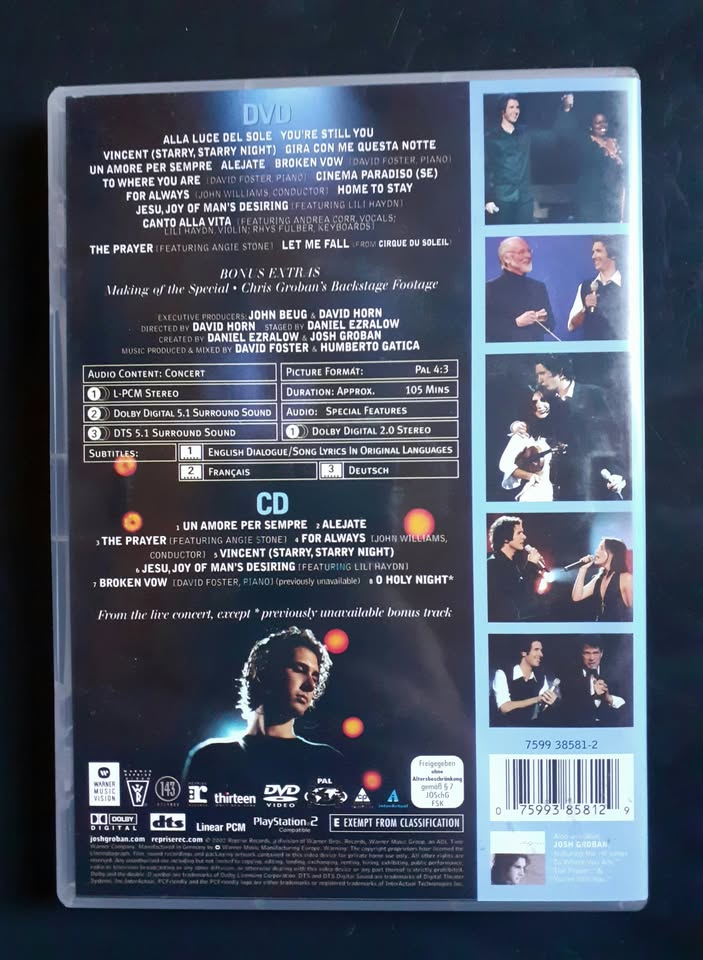 DVD
ALLA LUCE DEL SOLE YOU'RE STILL YOU
VINCENT (STARRY, STARRY NIGHT) GIRA CON ME QUESTA NOTTE
UN AMORE PER SEMPRE ALEJATE BROKEN VOW [DAVID FOSTER, PIANO]
TO WHERE YOU ARE [DAVID FOSTER, PIANO] CINEMA PARADISO (SE)
FOR ALWAYS [JOHN WILLIAMS, CONDUCTOR] HOME TO STAY
JESU, JOY OF MAN'S DESIRING [FEATURING LILI HAYDN]
CANTO ALLA VITA [FEATURING ANDREA CORR, VOCALS;
LILI HAYDN, VIOLIN; RHYS FULBER, KEYBOARDS]
THE PRAYER [FEATURING ANGIE STONE] LET ME FALL (FROM CIRQUE DU SOLEIL)
BONUS EXTRAS
Making of the Special • Chris Groban's Backstage Footage
EXECUTIVE PRODUCERS: JOHN BEUG & DAVID HORN
DIRECTED BY DAVID HORN STAGED BY DANIEL EZRALOW
CREATED BY DANIEL EZRALOW & JOSH GROBAN
MUSIC PRODUCED & MIXED BY DAVID FOSTER & HUMBERTO GATICA
AUDIO CONTENT: CONCERT
1 L-PCM STEREO
2 DOLBY DIGITAL 5.1 SURROUND SOUND
3 DTS 5.1 SURROUND SOUND
PICTURE FORMAT: PAL 4:3
DURATION: APPROX. 105 MINS
AUDIO: SPECIAL FEATURES
1 DOLBY DIGITAL 2.0 STEREO
SUBTITLES: 1 ENGLISH DIALOGUE/SONG LYRICS IN ORIGINAL LANGUAGES
2 FRANÇAIS 3 DEUTSCH
CD
1 UN AMORE PER SEMPRE 2 ALEJATE
3 THE PRAYER [FEATURING ANGIE STONE] 4 FOR ALWAYS [JOHN WILLIAMS,
CONDUCTOR] 5 VINCENT (STARRY, STARRY NIGHT)
6 JESU, JOY OF MAN'S DESIRING [FEATURING LILI HAYDN]
7 BROKEN VOW [DAVID FOSTER, PIANO] (previously unavailable) 8 O HOLY NIGHT*
From the live concert, except * previously unavailable bonus track
WARNER
MUSIC
VISION
WARNER
REPRISE
VIDEO
143
RECORDS
REPRISE
thirteen
DVD
VIDEO
PAL
InterActual
Freigegeben
ohne
Altersbeschränkung
gemäß § 7
JÖSchG
FSK
DOLBY
DIGITAL
dts
Linear PCM
PlayStation 2
Compatible
E EXEMPT FROM CLASSIFICATION
joshgroban.com repriserec.com
7599 38581-2
0 75993 85812 9
Also available
JOSH GROBAN